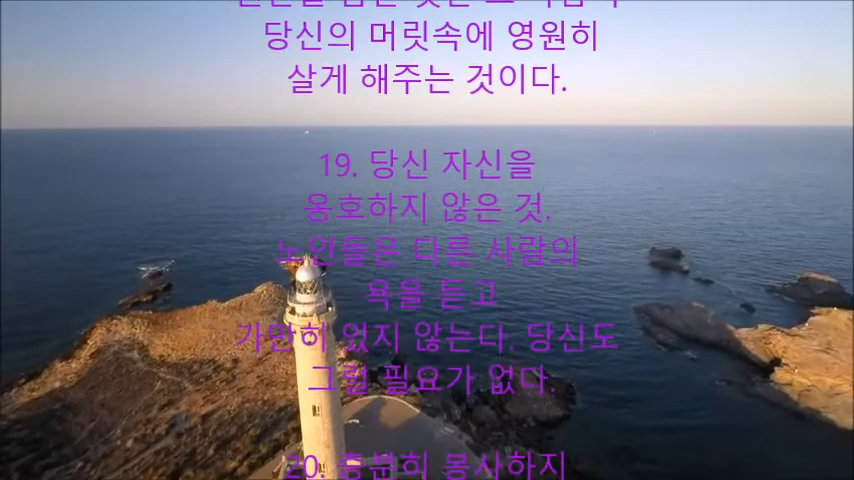 당신의 머릿속에 영원히
살게 해주는 것이다.
19. 당신 자신을
옹호하지 않은 것.
노인들은 다른 사람의
욕을 듣고
가만히 있지 않는다. 당신도
그럴 필요가 없다.
20. 충분히 봉사하지